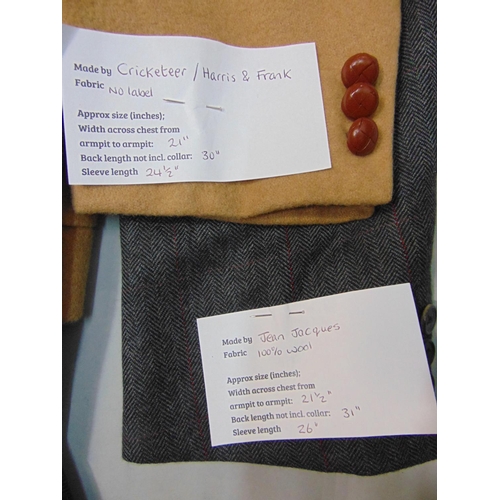 Made by Cricketeer / Harris & Frank
Fabric No label
Approx size (inches);
Width across chest from
armpit to armpit: 21"
Back length not incl. collar: 30"
Sleeve length 24½"
Made by Jean Jacques
Fabric 100% wool
Approx size (inches);
Width across chest from
armpit to armpit: 21½"
Back length not incl. collar: 31"
Sleeve length 26"